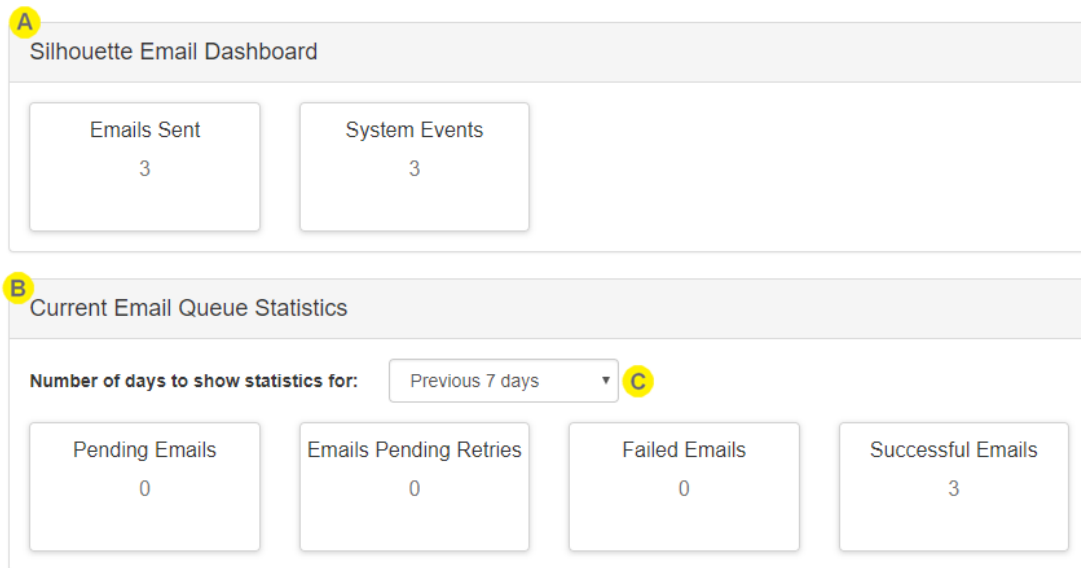 A
Silhouette Email Dashboard
Emails Sent
3
System Events
3
B
Current Email Queue Statistics
Number of days to show statistics for:
Previous 7 days
C
Pending Emails
0
Emails Pending Retries
0
Failed Emails
0
Successful Emails
3